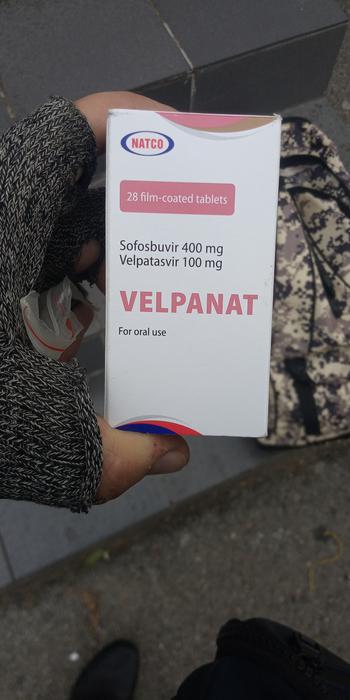 NATCO
28 film-coated tablets
Sofosbuvir 400 mg
Velpatasvir 100 mg
VELPANAT
For oral use